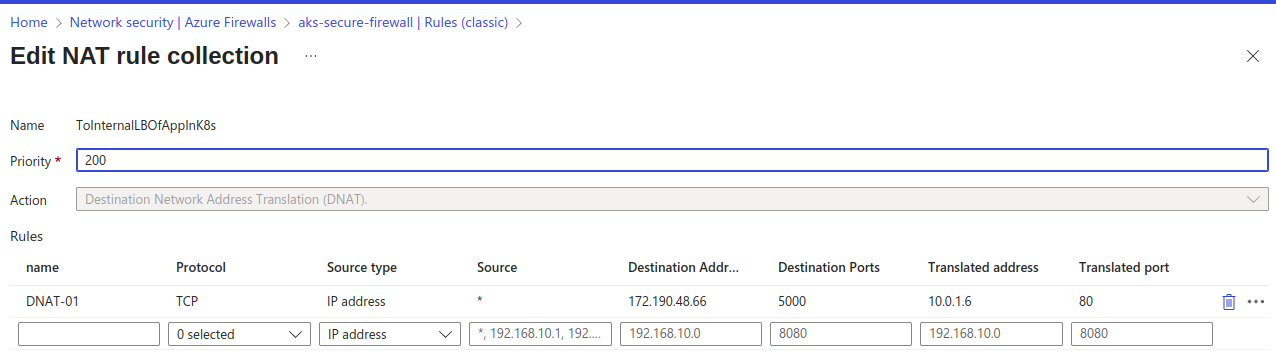 Home > Network security | Azure Firewalls > aks-secure-firewall | Rules (classic) >
Edit NAT rule collection ...
Name ToInternalLBOfAppInK8s
Priority * 200
Action Destination Network Address Translation (DNAT).
Rules
name Protocol Source type Source Destination Addr... Destination Ports Translated address Translated port
DNAT-01 TCP IP address * 172.190.48.66 5000 10.0.1.6 80
0 selected IP address *, 192.168.10.1, 192.... 192.168.10.0 8080 192.168.10.0 8080